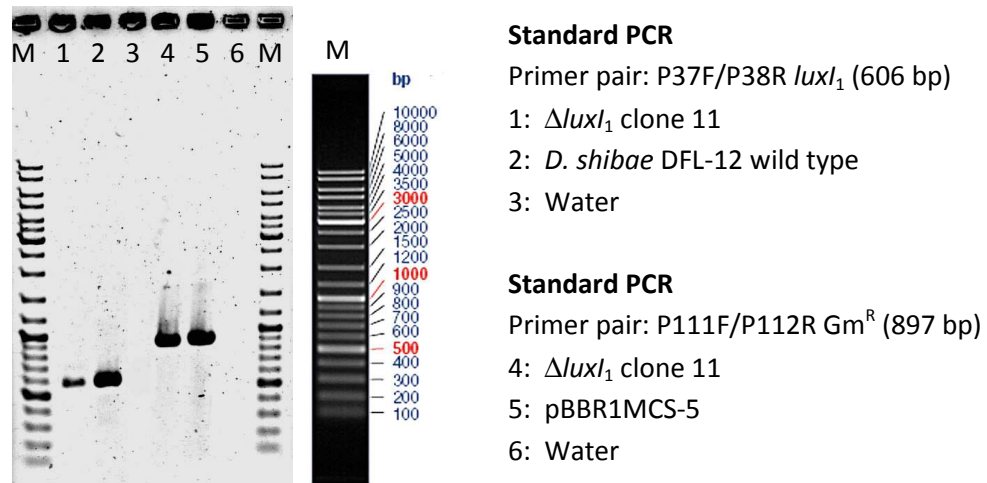 M 1 2 3 4 5 6 M
M
bp
10000
8000
6000
5000
4000
3500
3000
2500
2000
1500
1200
1000
900
800
700
600
500
400
300
200
100
Standard PCR
Primer pair: P37F/P38R luxI₁ (606 bp)
1: ΔluxI₁ clone 11
2: D. shibae DFL-12 wild type
3: Water
Standard PCR
Primer pair: P111F/P112R Gmᴿ (897 bp)
4: ΔluxI₁ clone 11
5: pBBR1MCS-5
6: Water